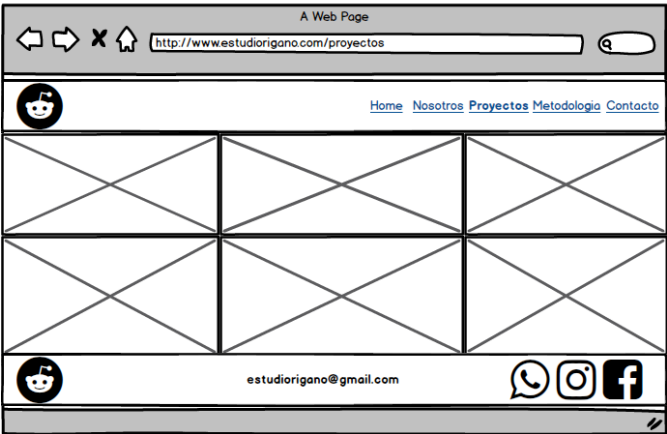 A Web Page
http://www.estudiorigano.com/proyectos
Home Nosotros Proyectos Metodologia Contacto
estudiorigano@gmail.com